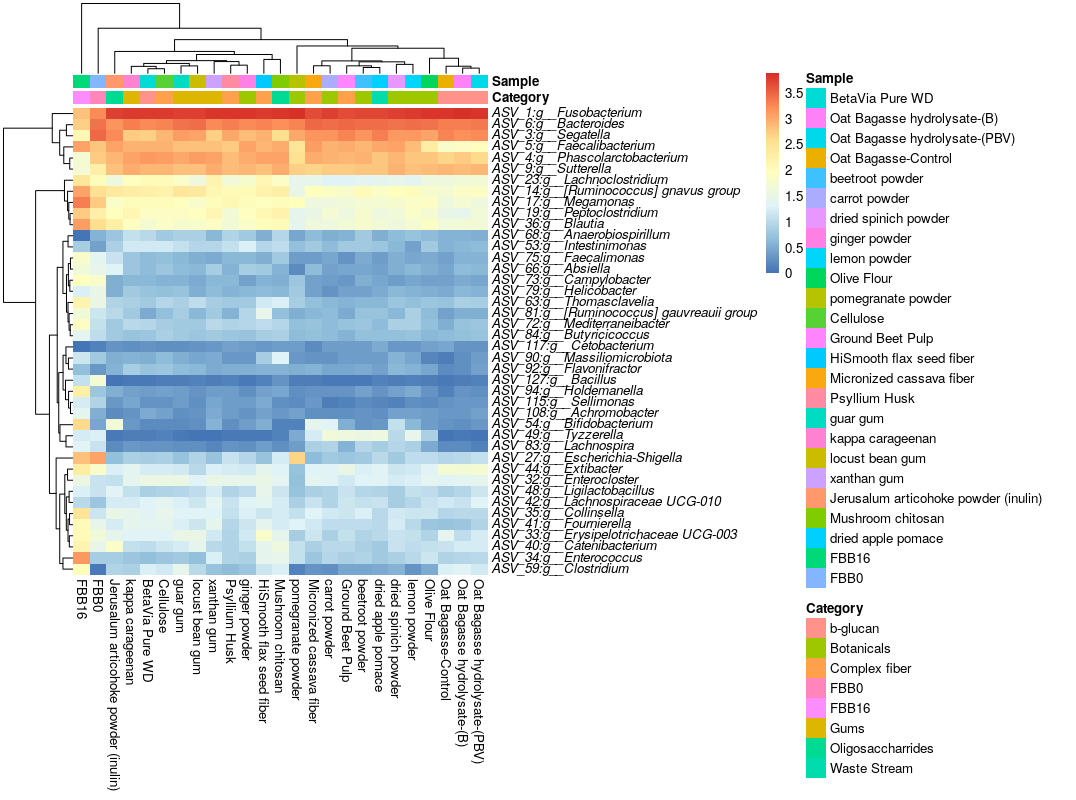 Sample
Category
ASV_1:g__Fusobacterium
ASV_6:g__Bacteroides
ASV_3:g__Segatella
ASV_5:g__Faecalibacterium
ASV_4:g__Phascolarctobacterium
ASV_9:g__Sutterella
ASV_23:g__Lachnoclostridium
ASV_14:g__[Ruminococcus] gnavus group
ASV_17:g__Megamonas
ASV_19:g__Peptoclostridium
ASV_36:g__Blautia
ASV_68:g__Anaerobiospirillum
ASV_53:g__Intestinimonas
ASV_75:g__Faecalimonas
ASV_66:g__Absiella
ASV_73:g__Campylobacter
ASV_79:g__Helicobacter
ASV_63:g__Thomasclavelia
ASV_81:g__[Ruminococcus] gauvreauii group
ASV_72:g__Mediterraneibacter
ASV_84:g__Butyricicoccus
ASV_117:g__Cetobacterium
ASV_90:g__Massiliomicrobiota
ASV_92:g__Flavonifractor
ASV_127:g__Bacillus
ASV_94:g__Holdemanella
ASV_115:g__Sellimonas
ASV_108:g__Achromobacter
ASV_54:g__Bifidobacterium
ASV_49:g__Tyzzerella
ASV_83:g__Lachnospira
ASV_27:g__Escherichia-Shigella
ASV_44:g__Extibacter
ASV_32:g__Enterocloster
ASV_48:g__Ligilactobacillus
ASV_42:g__Lachnospiraceae UCG-010
ASV_35:g__Collinsella
ASV_41:g__Fournierella
ASV_33:g__Erysipelotrichaceae UCG-003
ASV_40:g__Catenibacterium
ASV_34:g__Enterococcus
ASV_59:g__Clostridium
FBB16
FBB0
Jerusalum articohoke powder (inulin)
kappa carageenan
BetaVia Pure WD
Cellulose
guar gum
locust bean gum
xanthan gum
Psyllium Husk
ginger powder
HiSmooth flax seed fiber
Mushroom chitosan
pomegranate powder
Micronized cassava fiber
carrot powder
Ground Beet Pulp
beetroot powder
dried apple pomace
dried spinich powder
lemon powder
Olive Flour
Oat Bagasse-Control
Oat Bagasse hydrolysate-(B)
Oat Bagasse hydrolysate-(PBV)
3.5
3
2.5
2
1.5
1
0.5
0
Sample
BetaVia Pure WD
Oat Bagasse hydrolysate-(B)
Oat Bagasse hydrolysate-(PBV)
Oat Bagasse-Control
beetroot powder
carrot powder
dried spinich powder
ginger powder
lemon powder
Olive Flour
pomegranate powder
Cellulose
Ground Beet Pulp
HiSmooth flax seed fiber
Micronized cassava fiber
Psyllium Husk
guar gum
kappa carageenan
locust bean gum
xanthan gum
Jerusalum articohoke powder (inulin)
Mushroom chitosan
dried apple pomace
FBB16
FBB0
Category
b-glucan
Botanicals
Complex fiber
FBB0
FBB16
Gums
Oligosaccharrides
Waste Stream